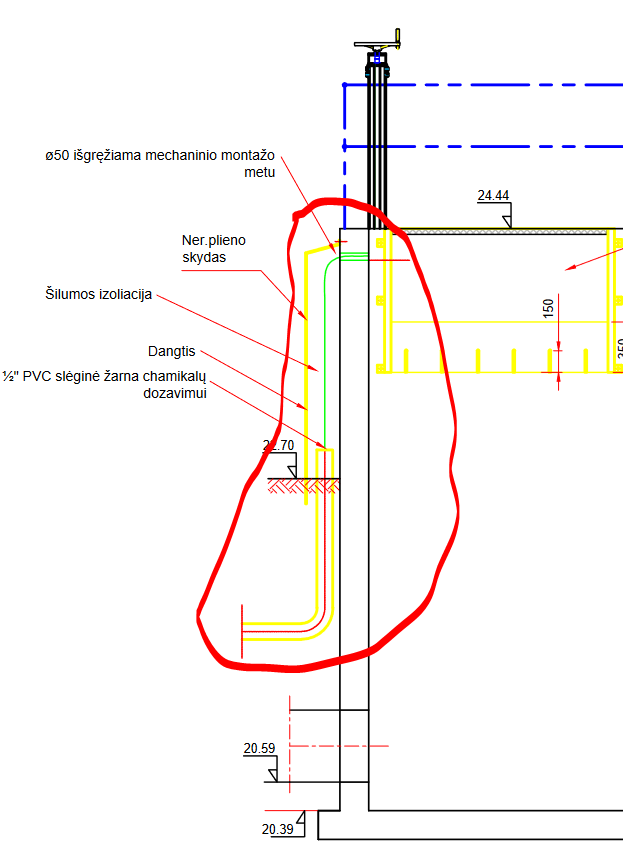 ø50 išgręžiama mechaninio montažo
metu
24.44
Ner.plieno
skydas
Šilumos izoliacija
150
Dangtis
350
½" PVC slėginė žarna chamikalų
dozavimui
22.70
20.59
20.39